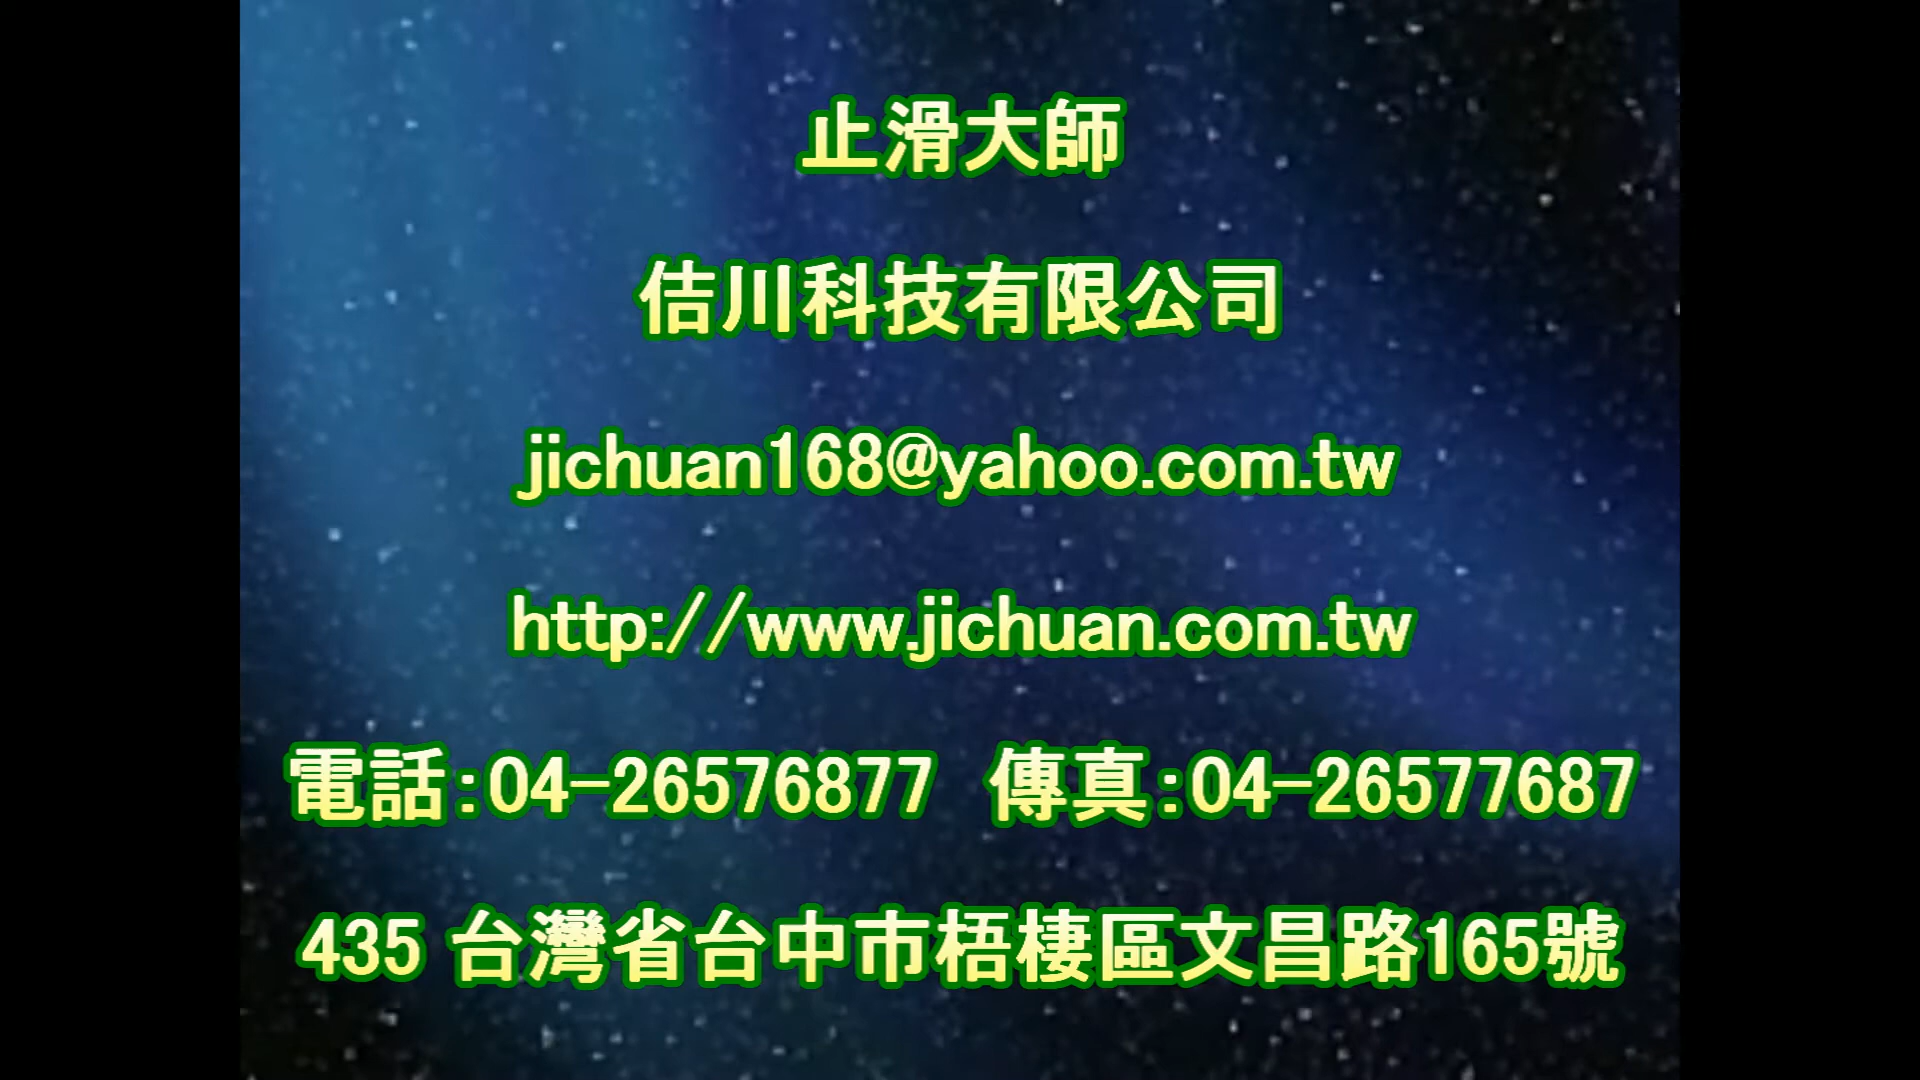 止滑大師
佶川科技有限公司
jichuan168@yahoo.com.tw
http://www.jichuan.com.tw
電話:04-26576877 傳真:04-26577687
435 台灣省台中市梧棲區文昌路165號